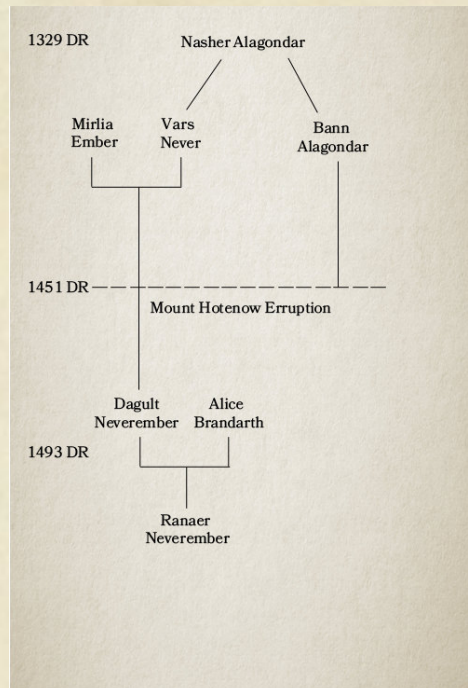 1329 DR
Nasher Alagondar
Mirlia
Ember
Vars
Never
Bann
Alagondar
1451 DR
Mount Hotenow Erruption
Dagult
Neverember
Alice
Brandarth
1493 DR
Ranaer
Neverember